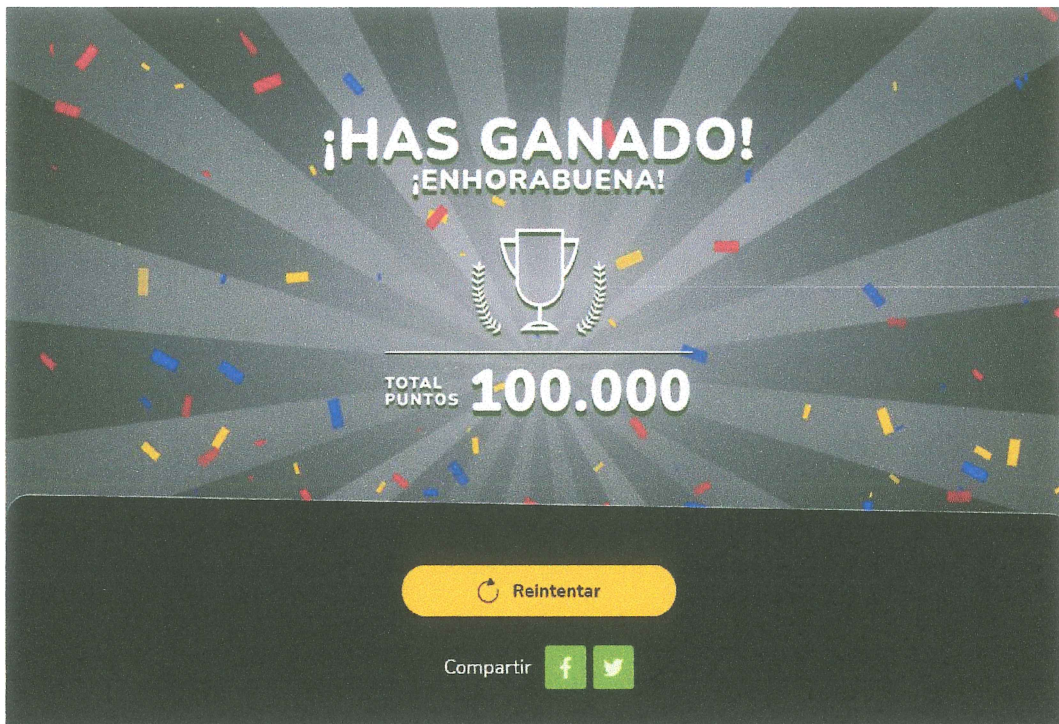 ¡HAS GANADO!
¡ENHORABUENA!
TOTAL
PUNTOS
100.000
Reintentar
Compartir